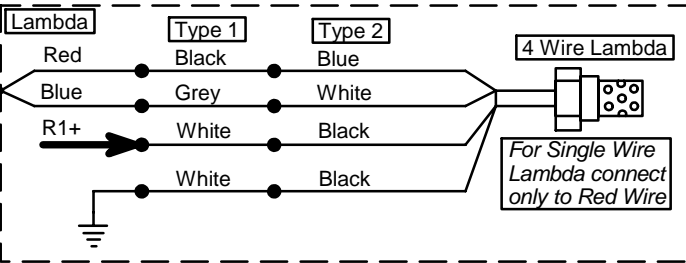 Lambda
Type 1
Type 2
4 Wire Lambda
Red
Black
Blue
Blue
Grey
White
R1+
White
Black
White
Black
For Single Wire
Lambda connect
only to Red Wire